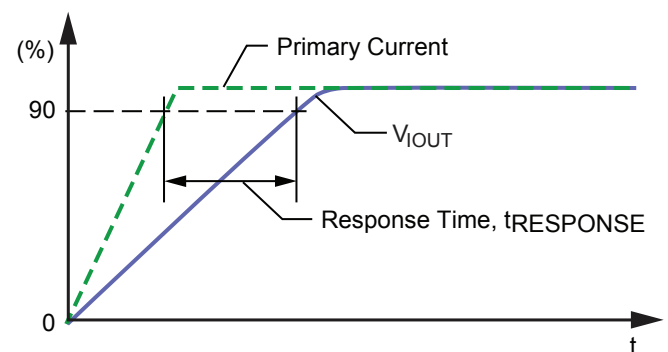 (%)
Primary Current
90
VIOUT
Response Time, tRESPONSE
0
t